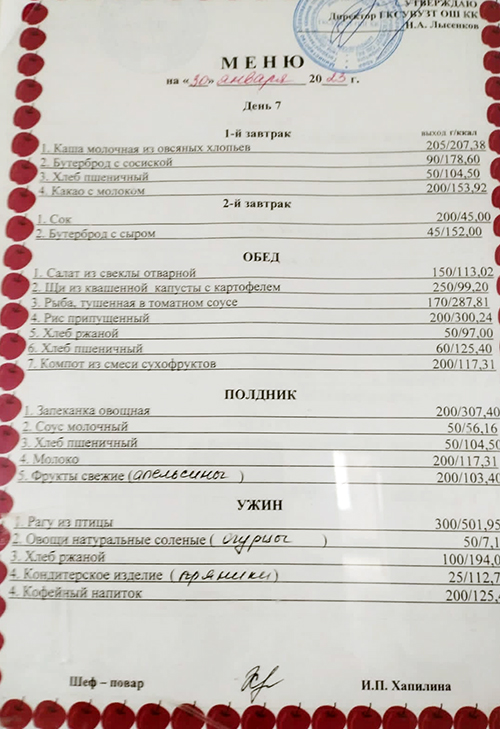 УТВЕРЖДАЮ
Директор ГКСУВУЗТ ОШ КК
Н.А. Лысенков
МЕНЮ
на «30» января 2023 г.
День 7
1-й завтрак выход г/ккал
1. Каша молочная из овсяных хлопьев 205/207,38
2. Бутерброд с сосиской 90/178,60
3. Хлеб пшеничный 50/104,50
4. Какао с молоком 200/153,92
2-й завтрак
1. Сок 200/45,00
2. Бутерброд с сыром 45/152,00
ОБЕД
1. Салат из свеклы отварной 150/113,02
2. Щи из квашенной капусты с картофелем 250/99,20
3. Рыба, тушенная в томатном соусе 170/287,81
4. Рис припущенный 200/300,24
5. Хлеб ржаной 50/97,00
6. Хлеб пшеничный 60/125,40
7. Компот из смеси сухофруктов 200/117,31
ПОЛДНИК
1. Запеканка овощная 200/307,40
2. Соус молочный 50/56,16
3. Хлеб пшеничный 50/104,50
4. Молоко 200/117,31
5. Фрукты свежие (апельсины) 200/103,40
УЖИН
1. Рагу из птицы 300/501,95
2. Овощи натуральные соленые (огурцы) 50/7,1
3. Хлеб ржаной 100/194,0
4. Кондитерское изделие (пряники) 25/112,7
4. Кофейный напиток 200/125,4
Шеф – повар И.П. Хапилина